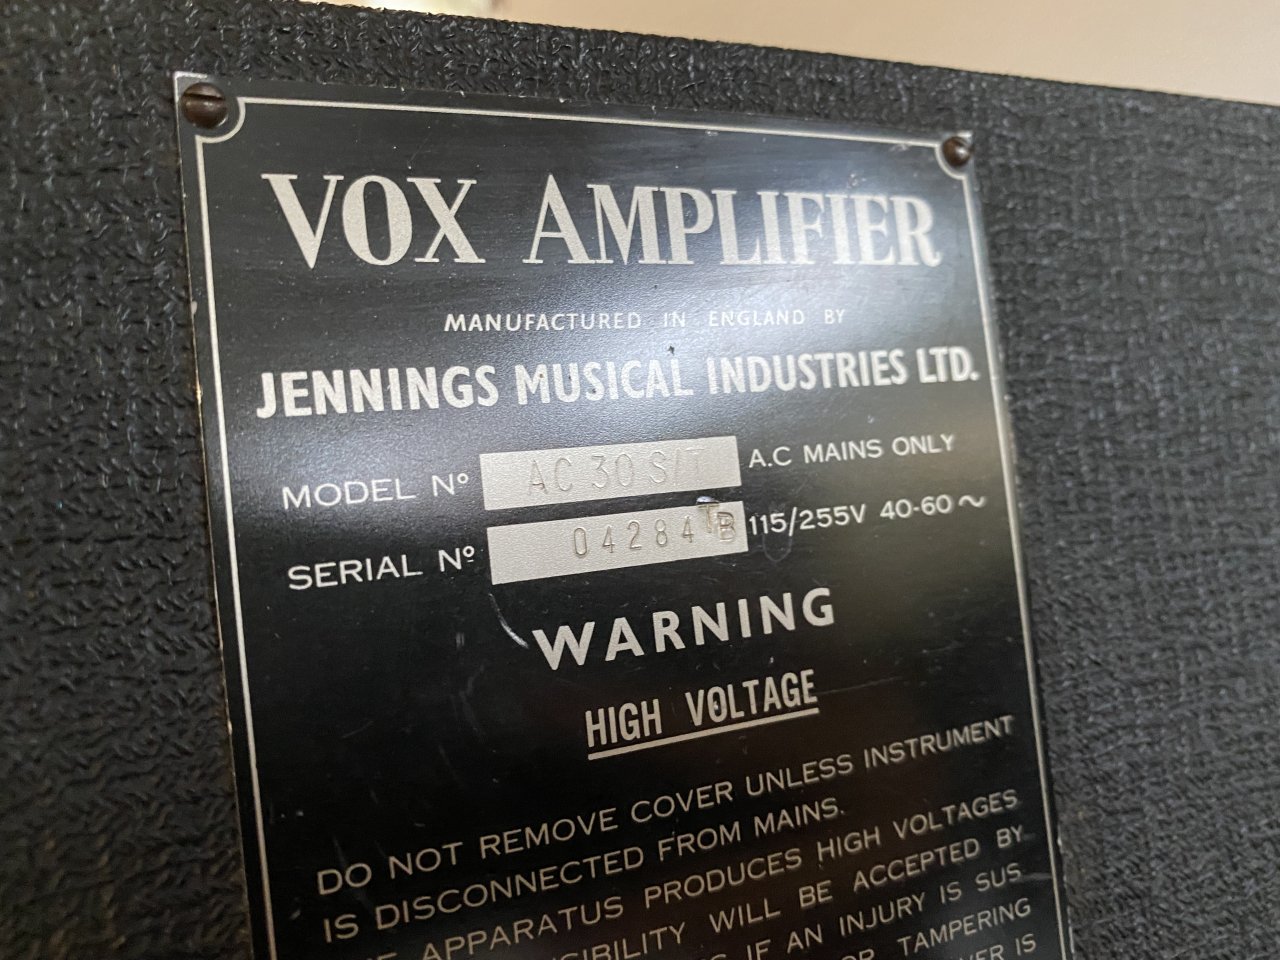 VOX AMPLIFIER
MANUFACTURED IN ENGLAND BY
JENNINGS MUSICAL INDUSTRIES LTD.
MODEL Nº AC 30 S/T A.C MAINS ONLY
SERIAL Nº 04284 TB 115/255V 40-60 ~
WARNING
HIGH VOLTAGE
DO NOT REMOVE COVER UNLESS INSTRUMENT
IS DISCONNECTED FROM MAINS.
APPARATUS PRODUCES HIGH VOLTAGES
WILL BE ACCEPTED BY
IF AN INJURY IS SUS
OR TAMPERING
IS